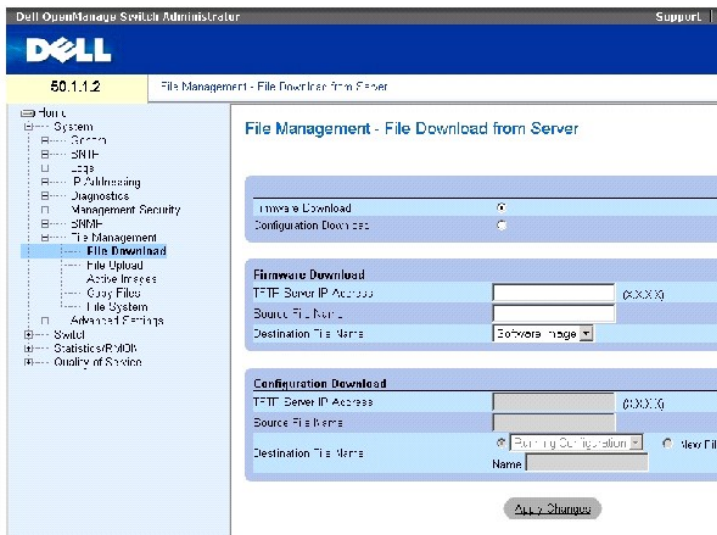 Dell OpenManage Switch Administrator
Support
DELL
50.1.1.2
File Management - File Download from Server
Home
System
General
SNTP
Logs
IP Addressing
Diagnostics
Management Security
SNMP
File Management
File Download
File Upload
Active Images
Copy Files
File System
Advanced Settings
Switch
Statistics/RMON
Quality of Service
File Management - File Download from Server
Firmware Download
Configuration Download
Firmware Download
TFTP Server IP Address
(X.X.X.X)
Source File Name
Destination File Name
Software Image
Configuration Download
TFTP Server IP Address
(X.X.X.X)
Source File Name
Destination File Name
Running Configuration
New Fil
Name
Apply Changes